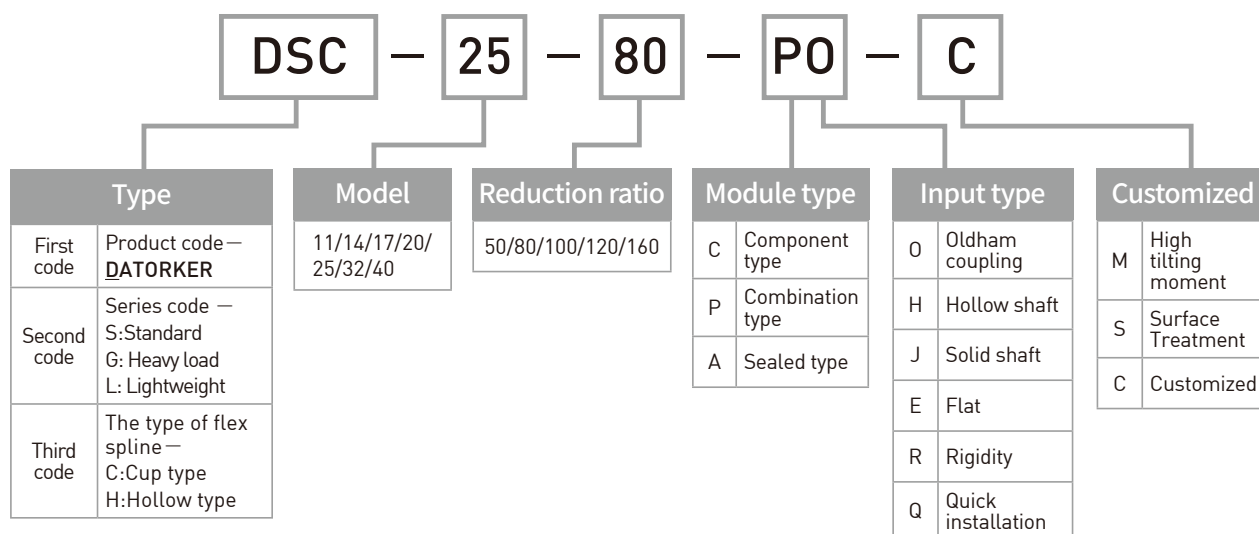 DSC — 25 — 80 — PO — C
Type
First
code
Product code—
DATORKER
Second
code
Series code —
S:Standard
G: Heavy load
L: Lightweight
Third
code
The type of flex
spline—
C:Cup type
H:Hollow type
Model
11/14/17/20/
25/32/40
Reduction ratio
50/80/100/120/160
Module type
C Component
type
P Combination
type
A Sealed type
Input type
O Oldham
coupling
H Hollow shaft
J Solid shaft
E Flat
R Rigidity
Q Quick
installation
Customized
M High
tilting
moment
S Surface
Treatment
C Customized